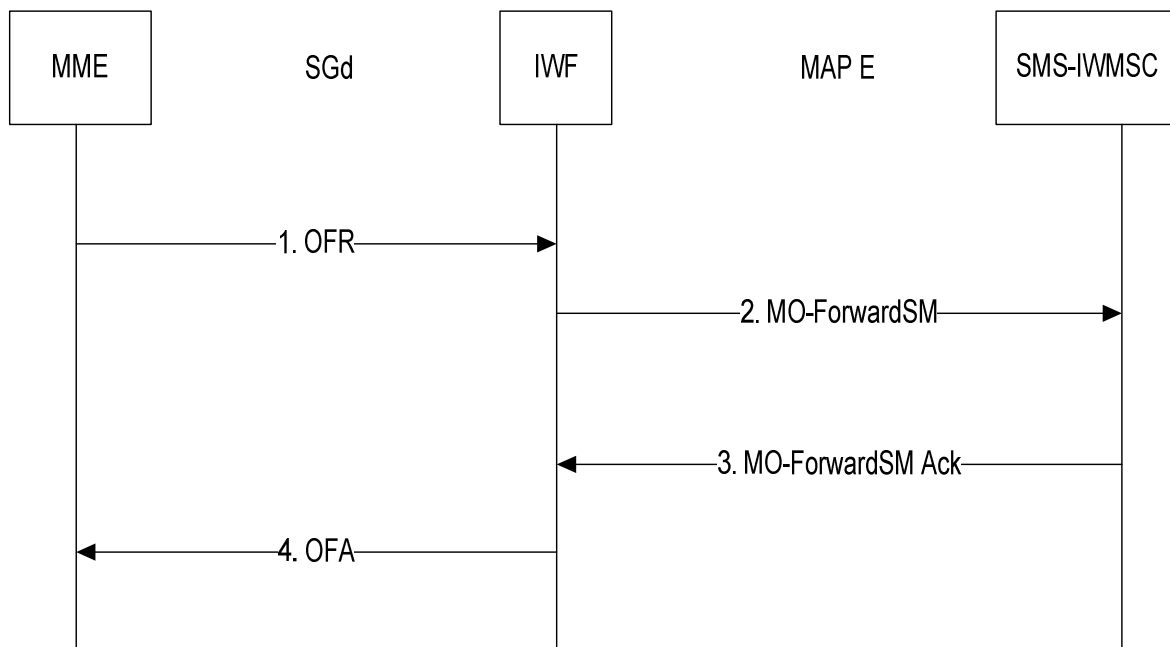 MME
SGd
IWF
MAP E
SMS-IWMSC
1. OFR
2. MO-ForwardSM
3. MO-ForwardSM Ack
4. OFA